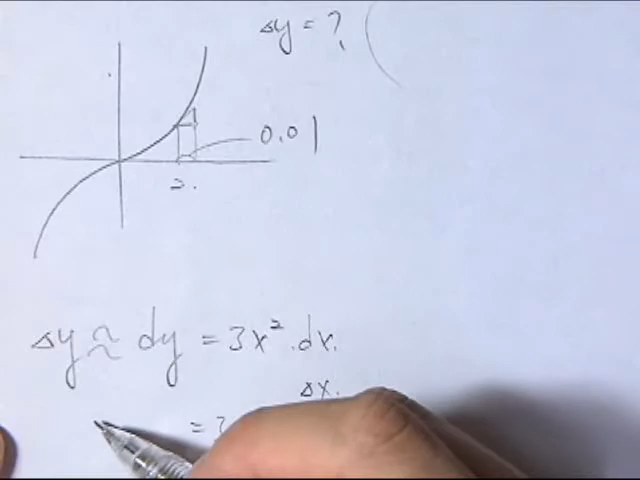 Δy = ?
0.01
2.
Δy ≈ dy = 3x² · dx.
Δx.
=